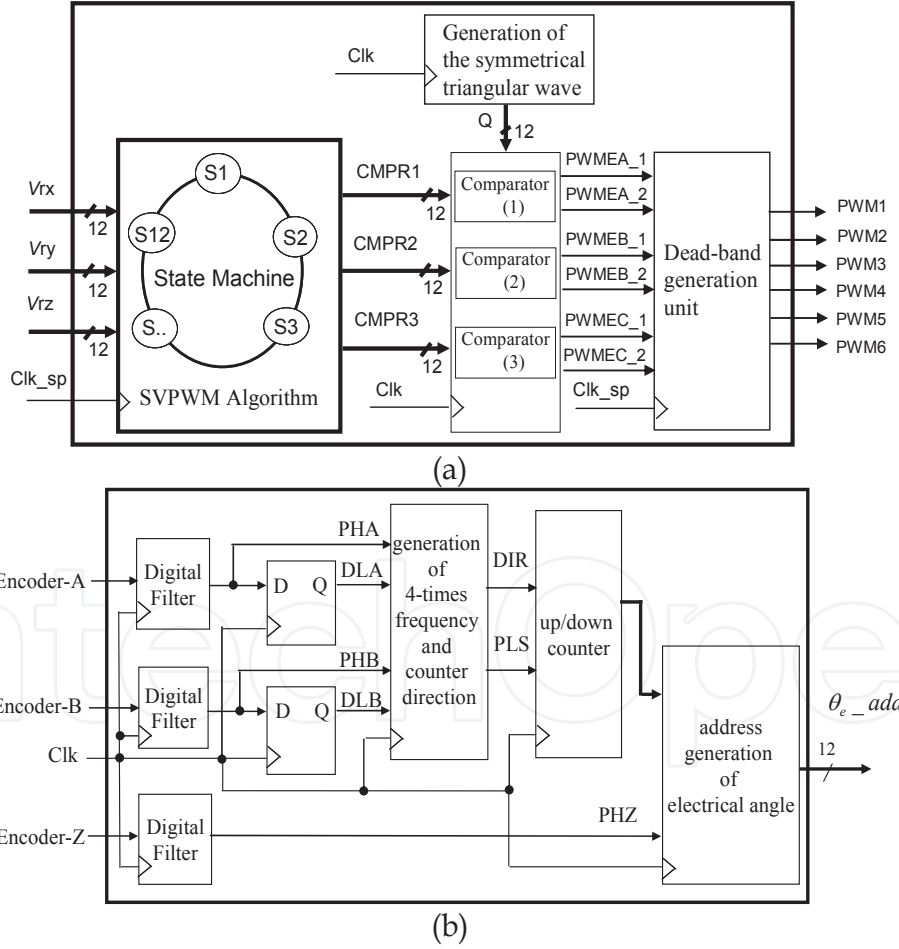 Generation of
the symmetrical
triangular wave
Clk
Q
12
Vrx
12
Vry
12
Vrz
12
Clk_sp
S1
S2
S3
S..
S12
State Machine
SVPWM Algorithm
CMPR1
12
CMPR2
12
CMPR3
12
Clk
Comparator
(1)
Comparator
(2)
Comparator
(3)
PWMEA_1
PWMEA_2
PWMEB_1
PWMEB_2
PWMEC_1
PWMEC_2
Clk_sp
Dead-band
generation
unit
PWM1
PWM2
PWM3
PWM4
PWM5
PWM6
(a)
Encoder-A
Encoder-B
Clk
Encoder-Z
Digital
Filter
Digital
Filter
Digital
Filter
D Q
D Q
PHA
DLA
PHB
DLB
generation
of
4-times
frequency
and
counter
direction
DIR
PLS
up/down
counter
PHZ
address
generation
of
electrical angle
θe _ add
12
(b)
ntechOpe